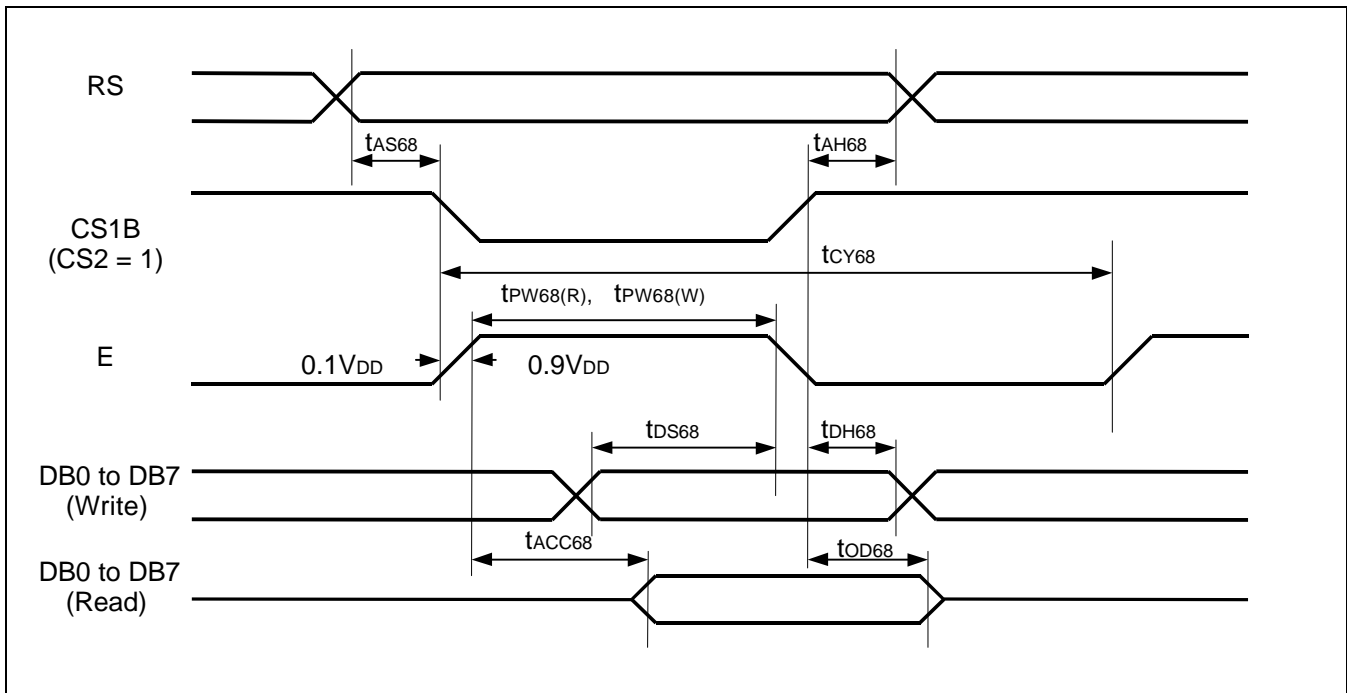 RS
tAS68
tAH68
CS1B
(CS2 = 1)
tCY68
tPW68(R), tPW68(W)
E
0.1VDD
0.9VDD
tDS68
tDH68
DB0 to DB7
(Write)
tACC68
tOD68
DB0 to DB7
(Read)